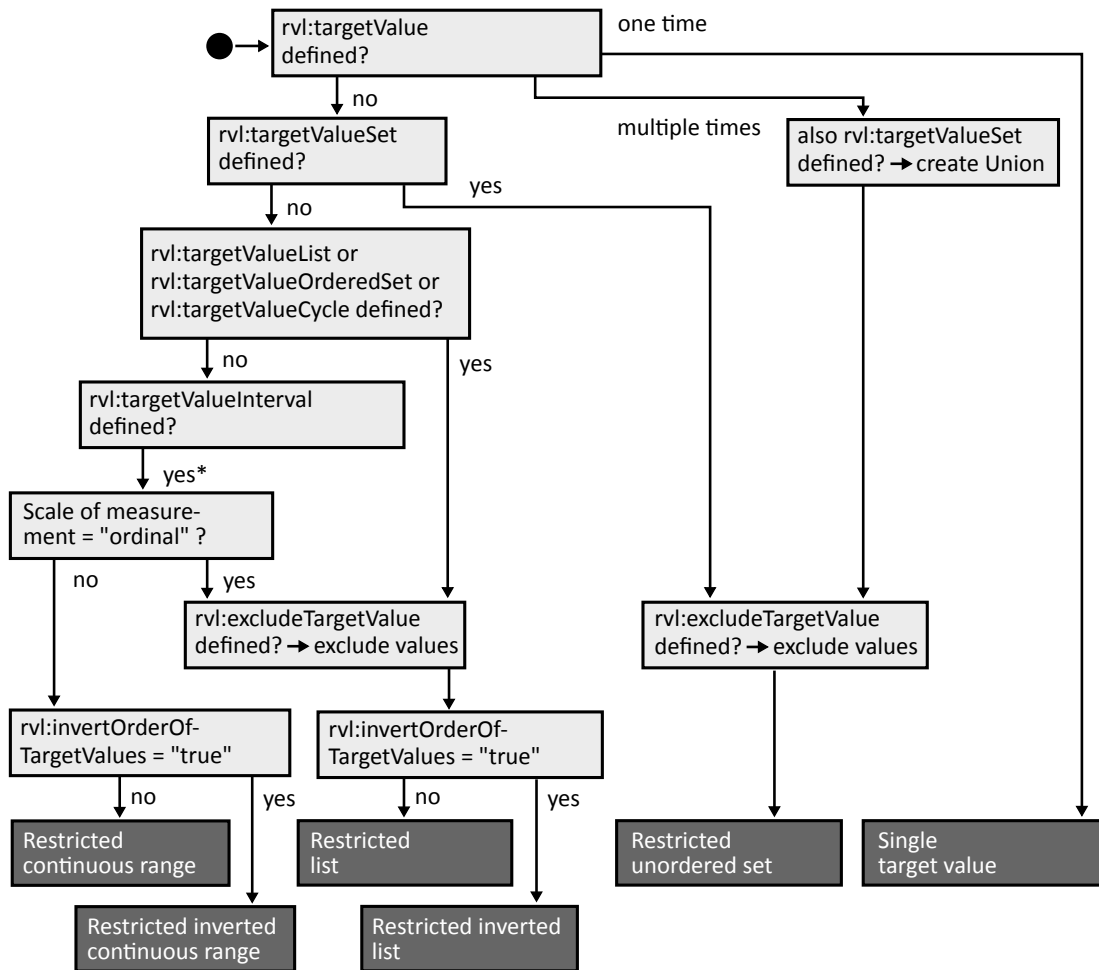 rvl:targetValue
defined?
one time
no
multiple times
rvl:targetValueSet
defined?
also rvl:targetValueSet
defined? → create Union
yes
no
rvl:targetValueList or
rvl:targetValueOrderedSet or
rvl:targetValueCycle defined?
no
yes
rvl:targetValueInterval
defined?
yes*
Scale of measure-
ment = "ordinal" ?
no
yes
rvl:excludeTargetValue
defined? → exclude values
rvl:excludeTargetValue
defined? → exclude values
rvl:invertOrderOf-
TargetValues = "true"
rvl:invertOrderOf-
TargetValues = "true"
no
yes
no
yes
Restricted
continuous range
Restricted
list
Restricted
unordered set
Single
target value
Restricted inverted
continuous range
Restricted inverted
list